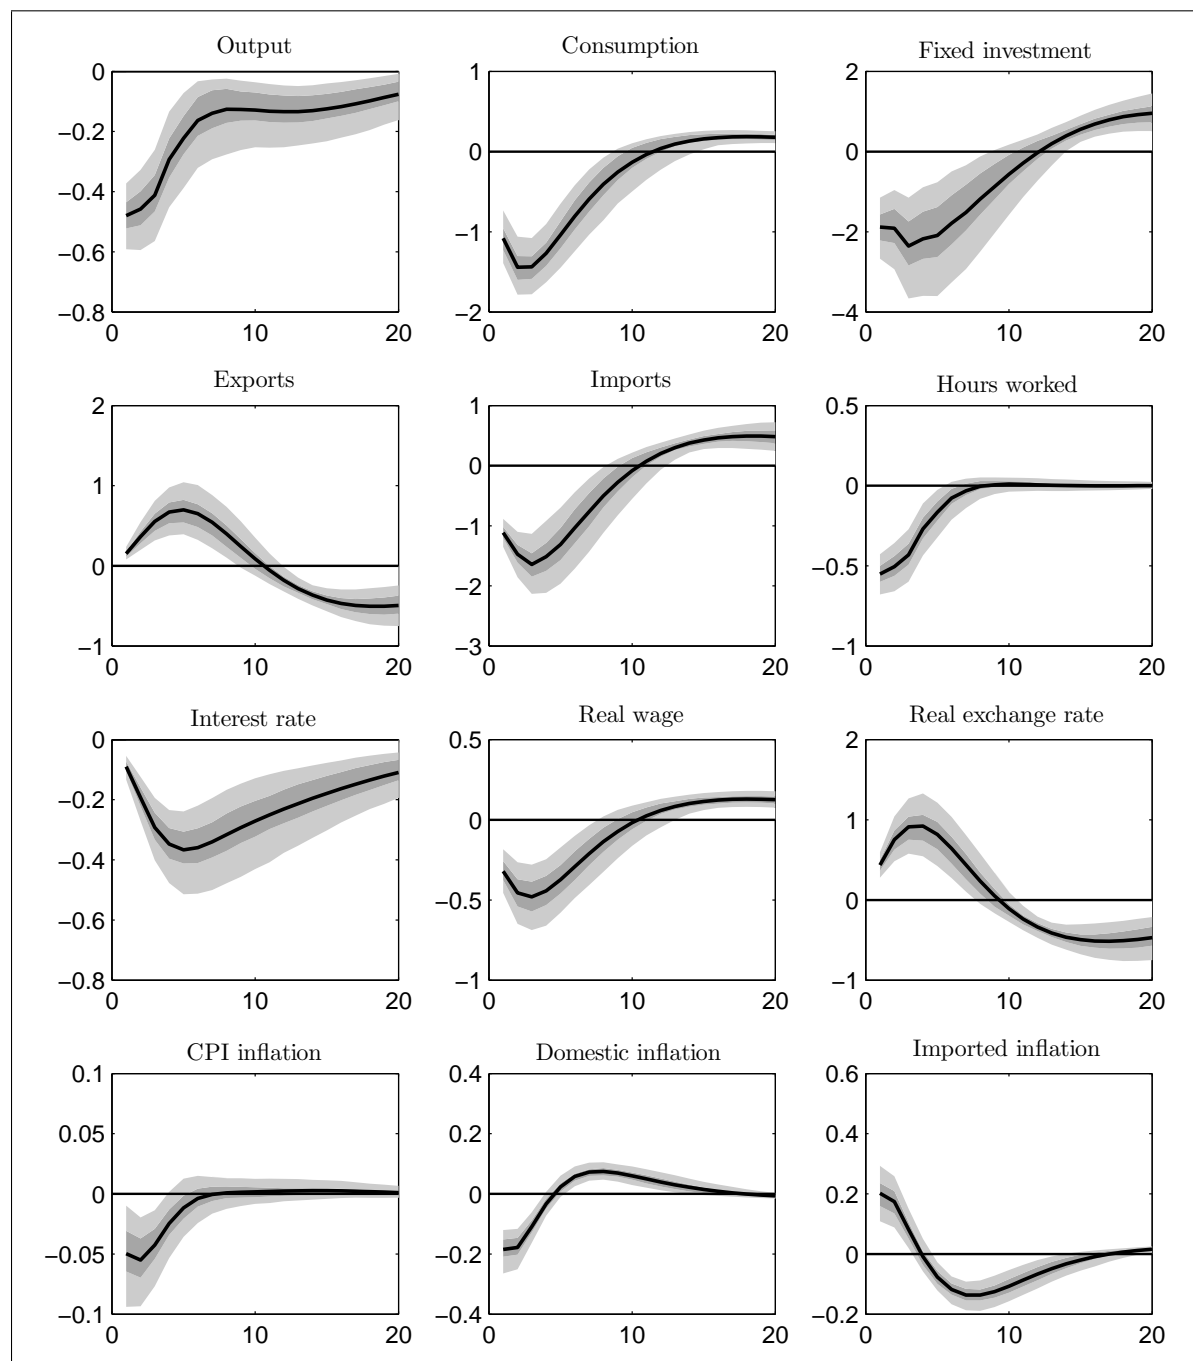 Output
Consumption
Fixed investment
0
−0.2
−0.4
−0.6
−0.8
0 10 20
1
0
−1
−2
0 10 20
2
0
−2
−4
0 10 20
Exports
Imports
Hours worked
2
1
0
−1
0 10 20
1
0
−1
−2
−3
0 10 20
0.5
0
−0.5
−1
0 10 20
Interest rate
Real wage
Real exchange rate
0
−0.2
−0.4
−0.6
−0.8
0 10 20
0.5
0
−0.5
−1
0 10 20
2
1
0
−1
0 10 20
CPI inflation
Domestic inflation
Imported inflation
0.1
0.05
0
−0.05
−0.1
0 10 20
0.4
0.2
0
−0.2
−0.4
0 10 20
0.6
0.4
0.2
0
−0.2
0 10 20